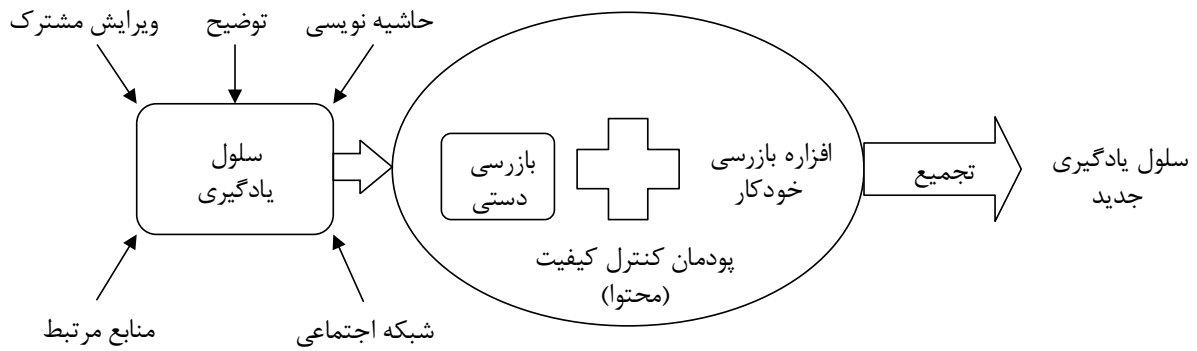 حاشیه نویسی
توضیح
ویرایش مشترک
سلول
یادگیری
منابع مرتبط
شبکه اجتماعی
بازرسی
دستی
افزاره بازرسی
خودکار
پودمان کنترل کیفیت
(محتوا)
تجمیع
سلول یادگیری
جدید